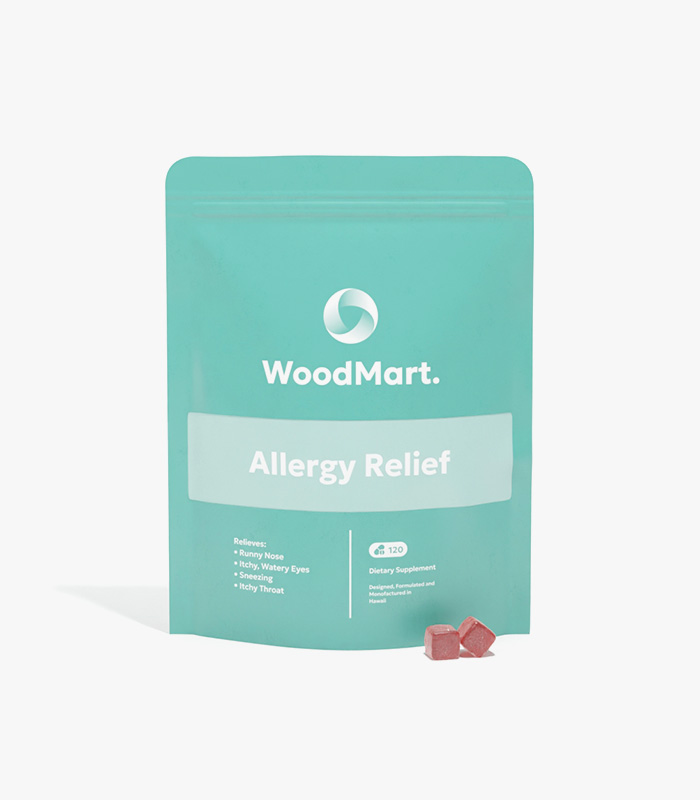 WoodMart.
Allergy Relief
Relieves:
• Runny Nose
• Itchy, Watery Eyes
• Sneezing
• Itchy Throat
120
Dietary Supplement
Designed, Formulated and
Manofactured in
Hawaii